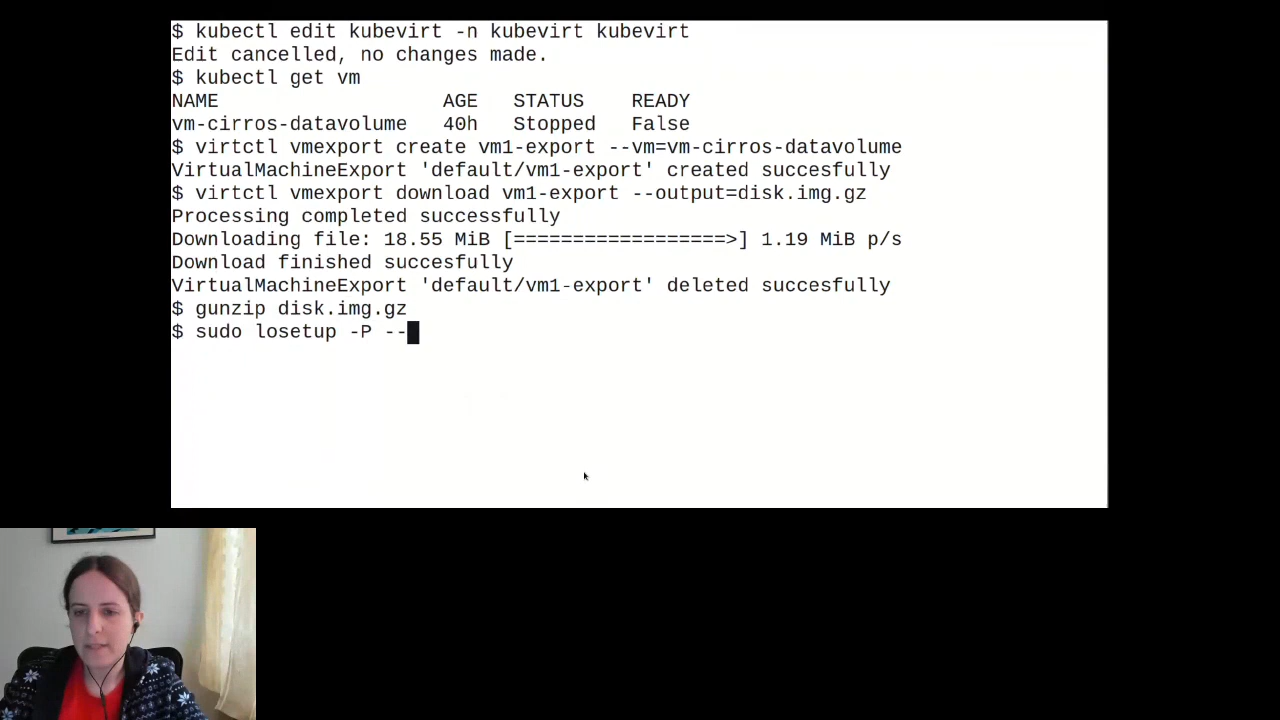 $ kubectl edit kubevirt -n kubevirt kubevirt
Edit cancelled, no changes made.
$ kubectl get vm
NAME                   AGE   STATUS    READY
vm-cirros-datavolume   40h   Stopped   False
$ virtctl vmexport create vm1-export --vm=vm-cirros-datavolume
VirtualMachineExport 'default/vm1-export' created succesfully
$ virtctl vmexport download vm1-export --output=disk.img.gz
Processing completed successfully
Downloading file: 18.55 MiB [==================>] 1.19 MiB p/s
Download finished succesfully
VirtualMachineExport 'default/vm1-export' deleted succesfully
$ gunzip disk.img.gz
$ sudo losetup -P --